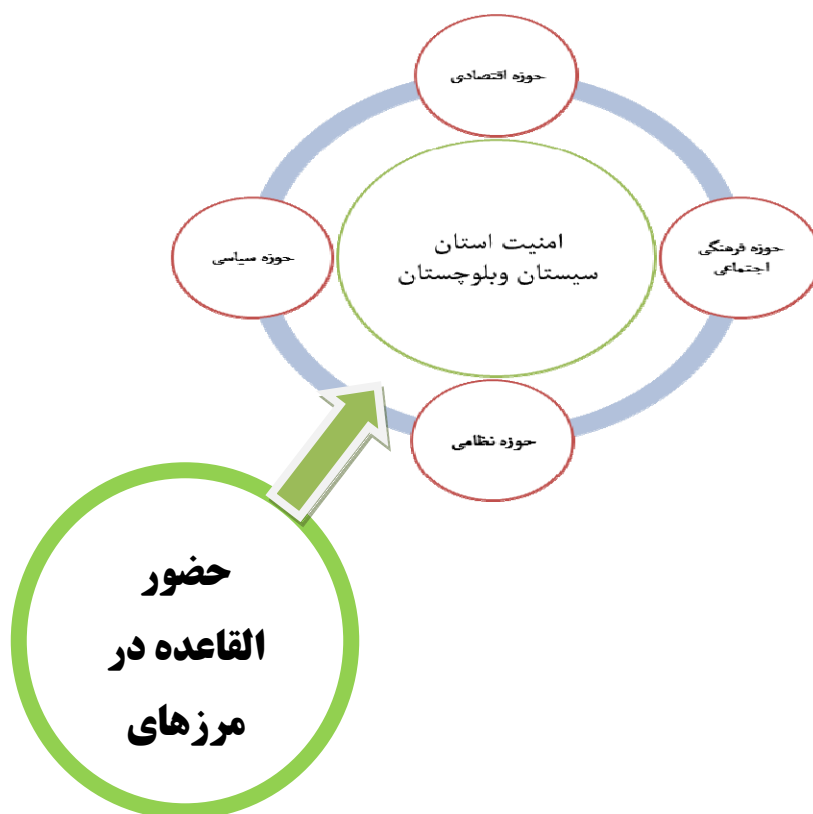 حوزه اقتصادی
حوزه فرهنگی
اجتماعی
امنیت استان
سیستان وبلوچستان
حوزه سیاسی
حوزه نظامی
حضور
القاعده در
مرزهای